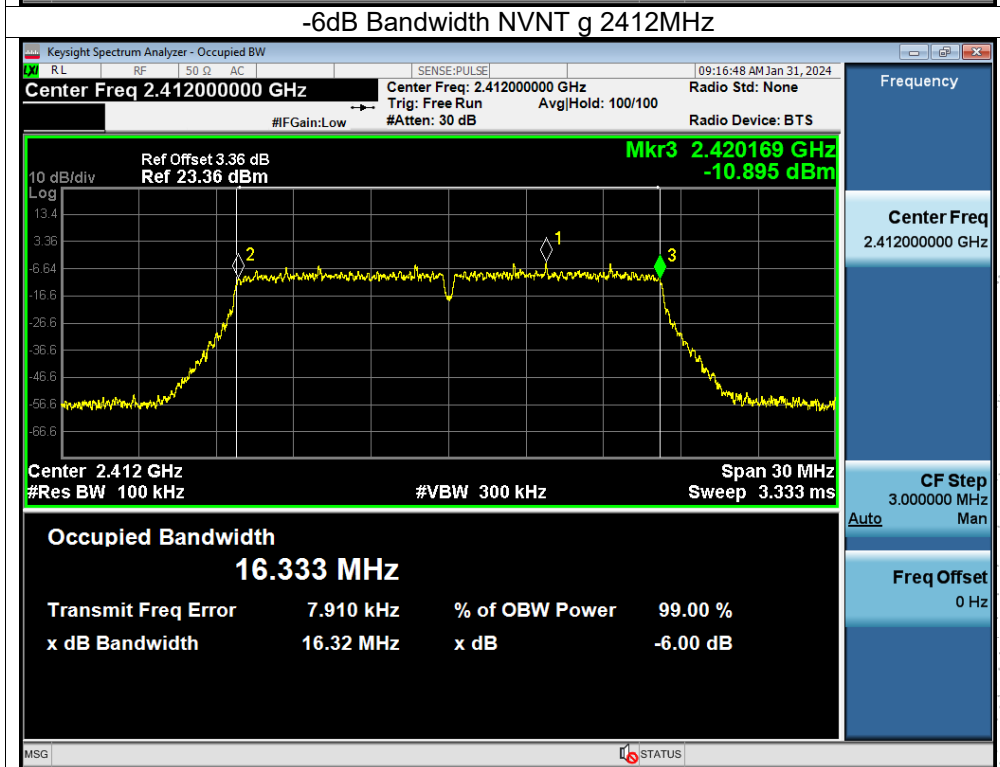 -6dB Bandwidth NVNT g 2412MHz
Keysight Spectrum Analyzer - Occupied BW
LXI RL RF 50 Ω AC SENSE:PULSE 09:16:48 AM Jan 31, 2024
Center Freq 2.412000000 GHz
Center Freq: 2.412000000 GHz Radio Std: None
Trig: Free Run Avg|Hold: 100/100
#IFGain:Low #Atten: 30 dB Radio Device: BTS
Frequency
Mkr3 2.420169 GHz
-10.895 dBm
Ref Offset 3.36 dB
10 dB/div Ref 23.36 dBm
Log
13.4
3.36
-6.64
-16.6
-26.6
-36.6
-46.6
-56.6
-66.6
2
1
3
Center 2.412 GHz Span 30 MHz
#Res BW 100 kHz #VBW 300 kHz Sweep 3.333 ms
Center Freq
2.412000000 GHz
CF Step
3.000000 MHz
Auto Man
Freq Offset
0 Hz
Occupied Bandwidth
16.333 MHz
Transmit Freq Error 7.910 kHz % of OBW Power 99.00 %
x dB Bandwidth 16.32 MHz x dB -6.00 dB
MSG STATUS